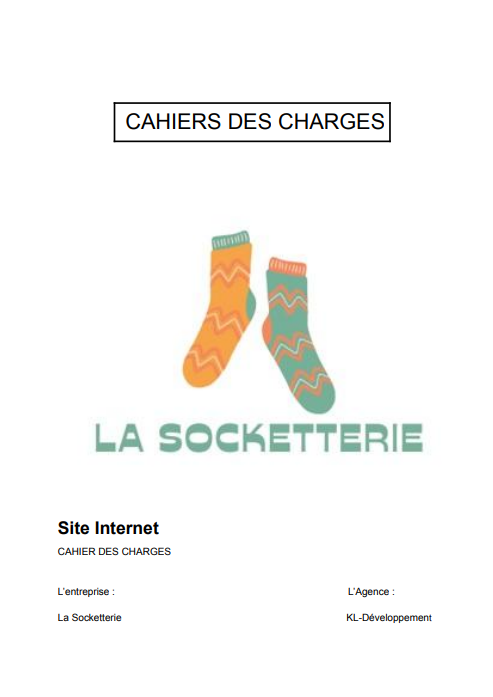 CAHIERS DES CHARGES
LA SOCKETTERIE
Site Internet
CAHIER DES CHARGES
L'entreprise : L'Agence :
La Socketterie KL-Développement